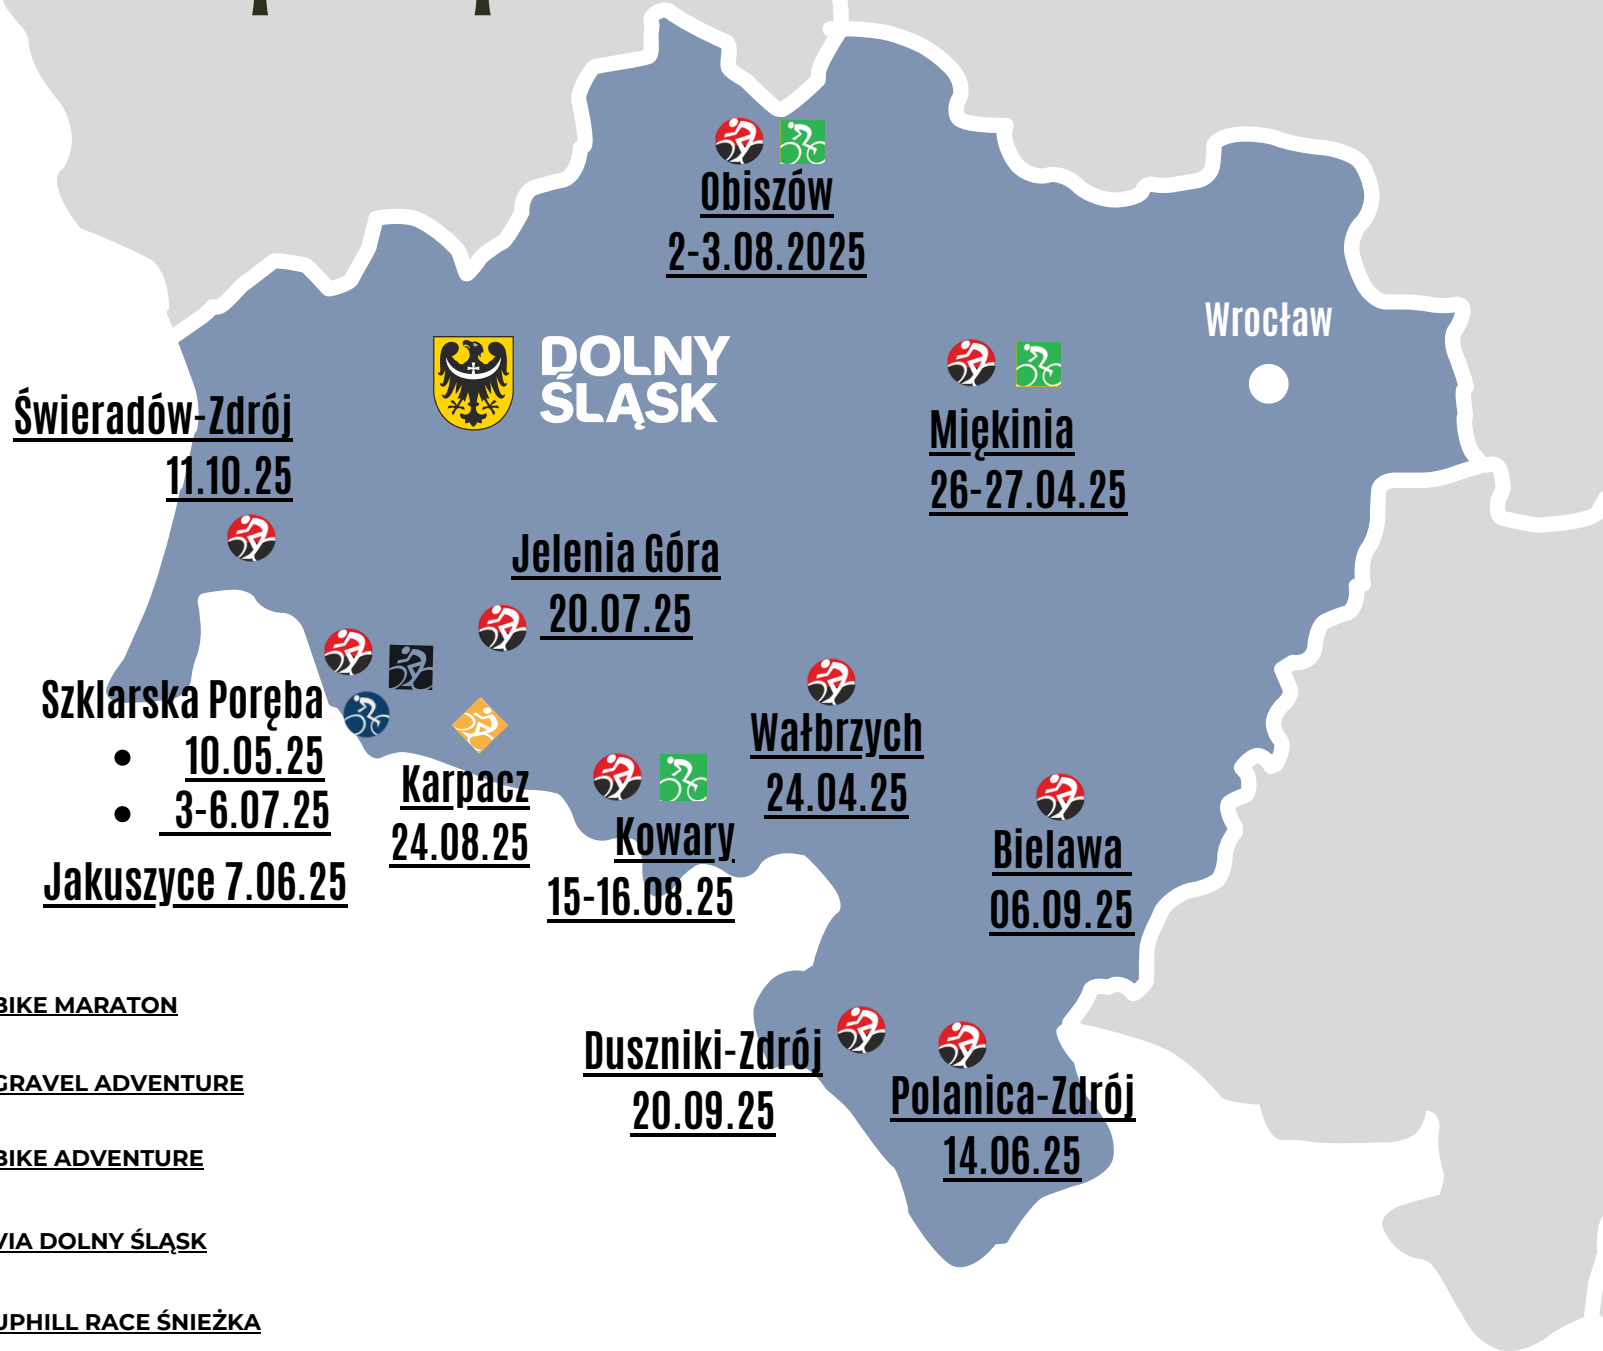 Obiszów
2-3.08.2025
Wrocław
DOLNY
ŚLĄSK
Świeradów-Zdrój
11.10.25
Miękinia
26-27.04.25
Jelenia Góra
20.07.25
Szklarska Poręba
• 10.05.25
• 3-6.07.25
Jakuszyce 7.06.25
Karpacz
24.08.25
Kowary
15-16.08.25
Wałbrzych
24.04.25
Bielawa
06.09.25
Duszniki-Zdrój
20.09.25
Polanica-Zdrój
14.06.25
BIKE MARATON
GRAVEL ADVENTURE
BIKE ADVENTURE
VIA DOLNY ŚLĄSK
UPHILL RACE ŚNIEŻKA